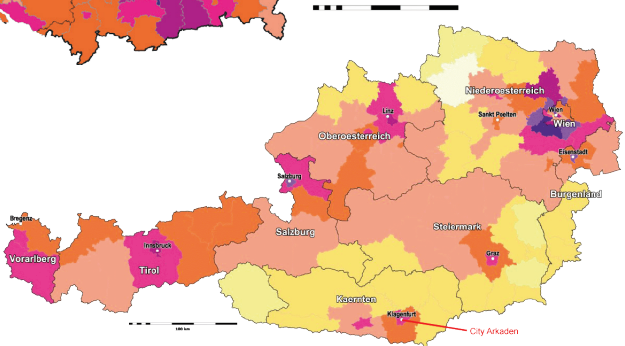 Niederoesterreich
Linz
Sankt Poelten
Wien
Wien
Oberoesterreich
Eisenstadt
Salzburg
Burgenland
Bregenz
Steiermark
Salzburg
Innsbruck
Vorarlberg
Graz
Tirol
Kaernten
Klagenfurt
100 km
City Arkaden